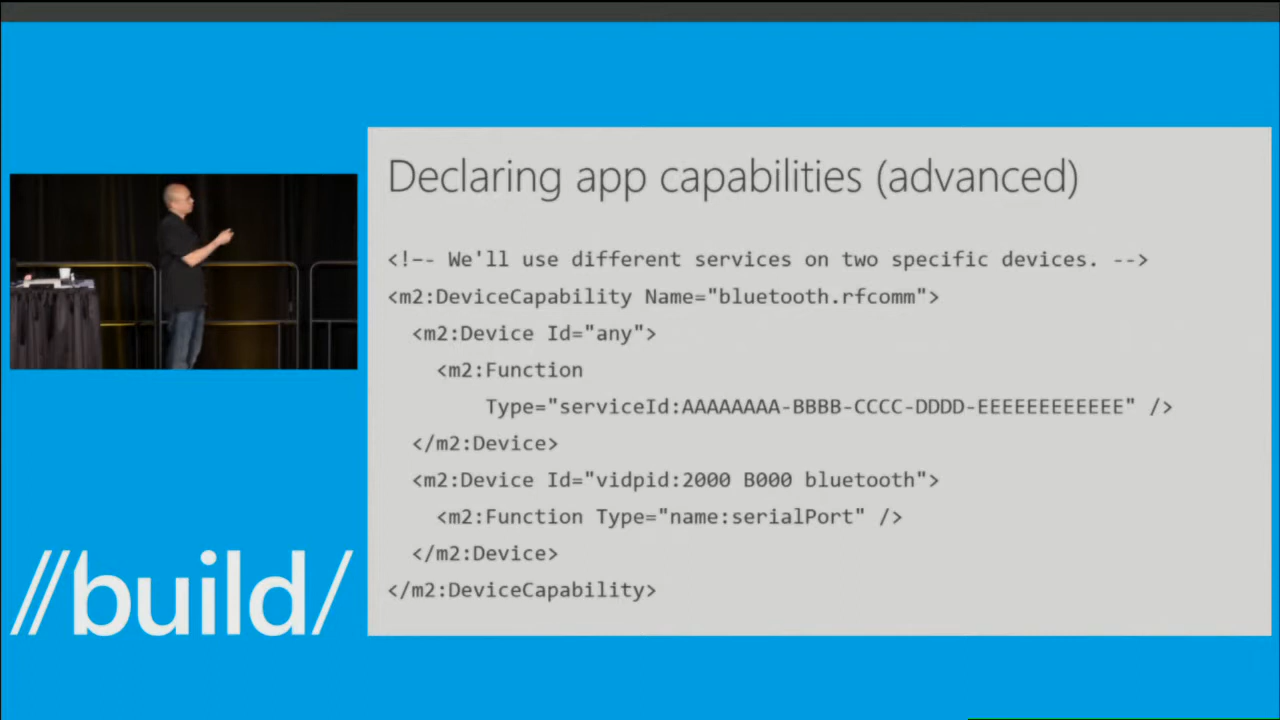 Declaring app capabilities (advanced)
<!-- We'll use different services on two specific devices. -->
<m2:DeviceCapability Name="bluetooth.rfcomm">
<m2:Device Id="any">
<m2:Function
Type="serviceId:AAAAAAAA-BBBB-CCCC-DDDD-EEEEEEEEEEEE" />
</m2:Device>
<m2:Device Id="vidpid:2000 B000 bluetooth">
<m2:Function Type="name:serialPort" />
</m2:Device>
</m2:DeviceCapability>
//build/